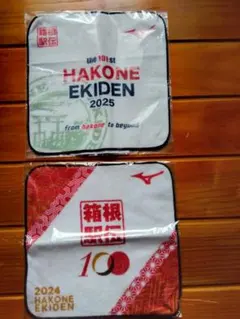 箱根
駅伝
the 101st
HAKONE
EKIDEN
2025
from hakone to beyond
箱根
駅伝
100
2024
HAKONE
EKIDEN